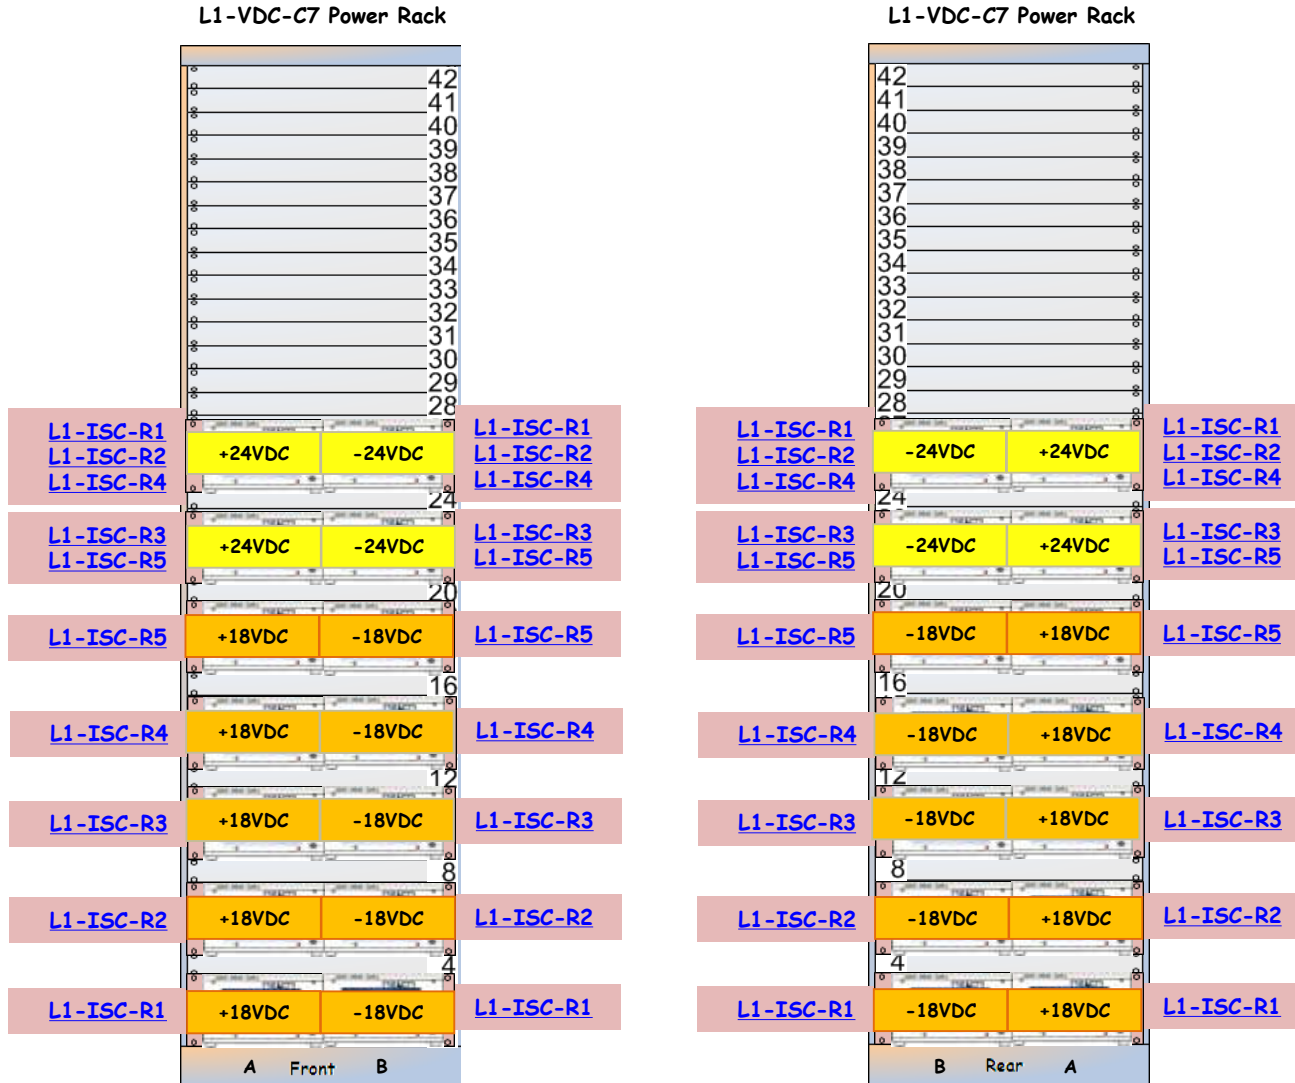 L1-VDC-C7 Power Rack
42
41
40
39
38
37
36
35
34
33
32
31
30
29
28
L1-ISC-R1
L1-ISC-R2
L1-ISC-R4
+24VDC
-24VDC
L1-ISC-R1
L1-ISC-R2
L1-ISC-R4
24
L1-ISC-R3
L1-ISC-R5
+24VDC
-24VDC
L1-ISC-R3
L1-ISC-R5
20
L1-ISC-R5
+18VDC
-18VDC
L1-ISC-R5
16
L1-ISC-R4
+18VDC
-18VDC
L1-ISC-R4
12
L1-ISC-R3
+18VDC
-18VDC
L1-ISC-R3
8
L1-ISC-R2
+18VDC
-18VDC
L1-ISC-R2
4
L1-ISC-R1
+18VDC
-18VDC
L1-ISC-R1
A Front B
L1-VDC-C7 Power Rack
42
41
40
39
38
37
36
35
34
33
32
31
30
29
28
L1-ISC-R1
L1-ISC-R2
L1-ISC-R4
-24VDC
+24VDC
L1-ISC-R1
L1-ISC-R2
L1-ISC-R4
24
L1-ISC-R3
L1-ISC-R5
-24VDC
+24VDC
L1-ISC-R3
L1-ISC-R5
20
L1-ISC-R5
-18VDC
+18VDC
L1-ISC-R5
16
L1-ISC-R4
-18VDC
+18VDC
L1-ISC-R4
12
L1-ISC-R3
-18VDC
+18VDC
L1-ISC-R3
8
L1-ISC-R2
-18VDC
+18VDC
L1-ISC-R2
4
L1-ISC-R1
-18VDC
+18VDC
L1-ISC-R1
B Rear A